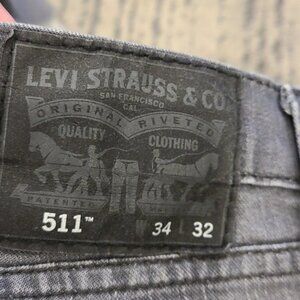 LEVI STRAUSS & CO
SAN FRANCISCO
CAL
ORIGINAL RIVETED
QUALITY CLOTHING
PATENTED
511™ W 34 32